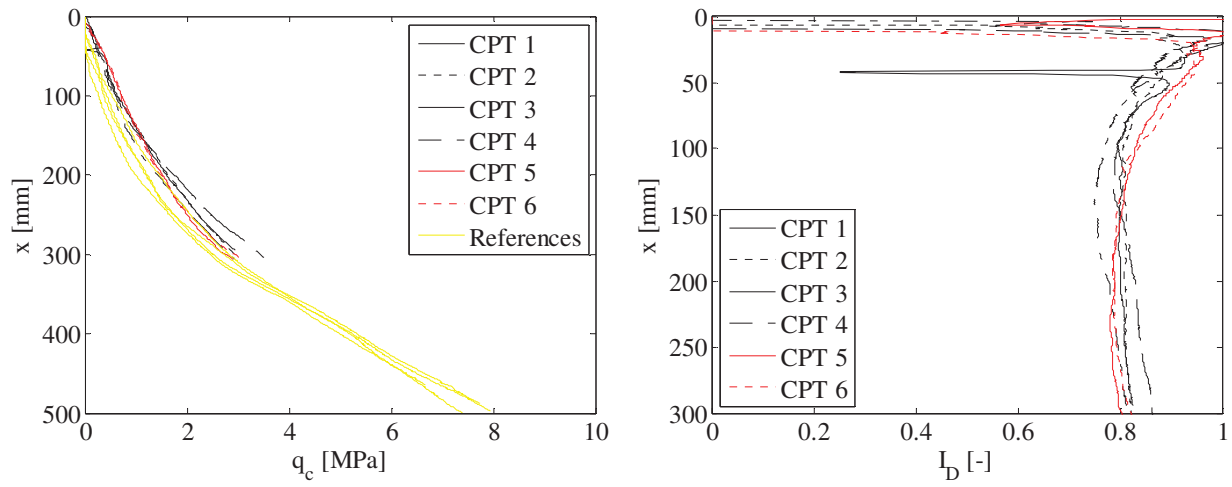 0
100
200
300
400
500
x [mm]
0 2 4 6 8 10
q_c [MPa]
CPT 1
CPT 2
CPT 3
CPT 4
CPT 5
CPT 6
References
0
50
100
150
200
250
300
x [mm]
0 0.2 0.4 0.6 0.8 1
I_D [-]
CPT 1
CPT 2
CPT 3
CPT 4
CPT 5
CPT 6